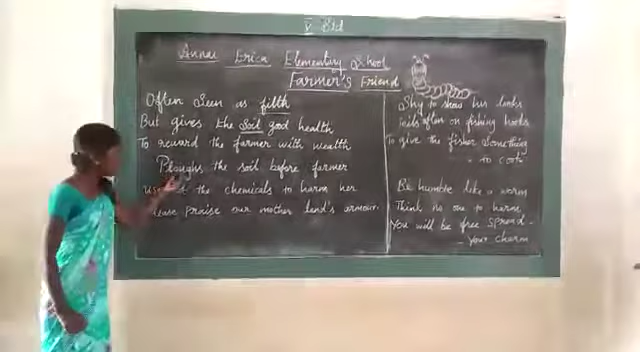 V Std
Annai Erica Elementary School
Farmer's Friend
Often Seen as filth
But gives the Soil good health
To reward the farmer with wealth
Ploughs the soil before farmer
the chemicals to harm her
praise our mother land's armour.
Shy to show his looks
often on fishing hooks
To give the fisher something
- to cook
Be humble like a worm
Think no one to harm
You will be free spread -
- your charm